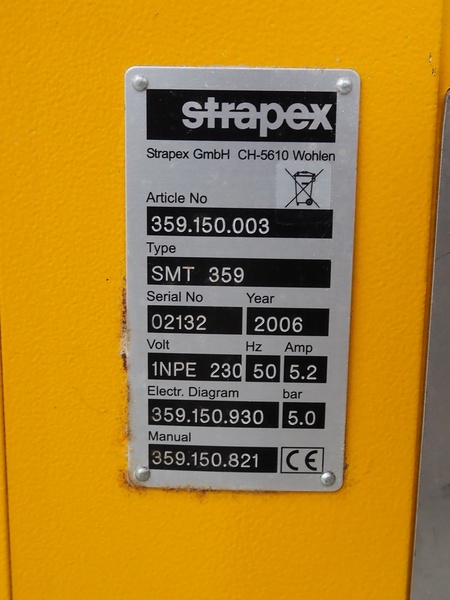 strapex
Strapex GmbH CH-5610 Wohlen
Article No
359.150.003
Type
SMT 359
Serial No Year
02132 2006
Volt Hz Amp
1NPE 230 50 5.2
Electr. Diagram bar
359.150.930 5.0
Manual
359.150.821 CE